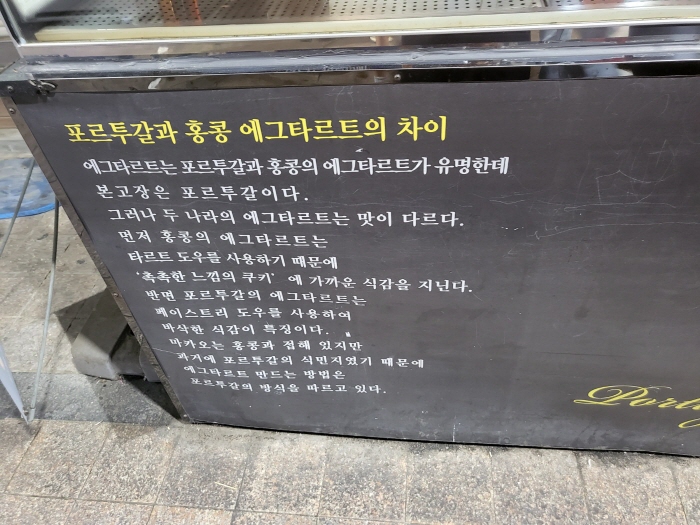 포르투갈과 홍콩 에그타르트의 차이
에그타르트는 포르투갈과 홍콩의 에그타르트가 유명한데
본고장은 포르투갈이다.
그러나 두 나라의 에그타르트는 맛이 다르다.
먼저 홍콩의 에그타르트는
타르트 도우를 사용하기 때문에
'촉촉한 느낌의 쿠키' 에 가까운 식감을 지닌다.
반면 포르투갈의 에그타르트는
페이스트리 도우를 사용하여
바삭한 식감이 특징이다.
마카오는 홍콩과 접해 있지만
과거에 포르투갈의 식민지였기 때문에
에그타르트 만드는 방법은
포르투갈의 방식을 따르고 있다.